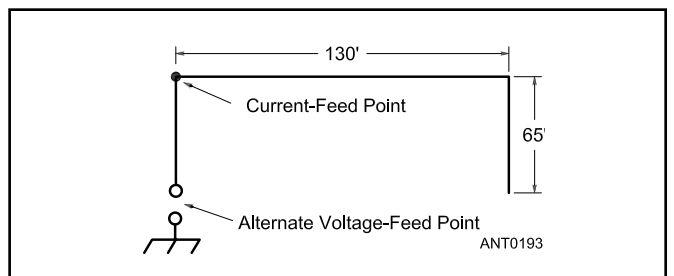 130'
Current-Feed Point
65'
Alternate Voltage-Feed Point
ANT0193